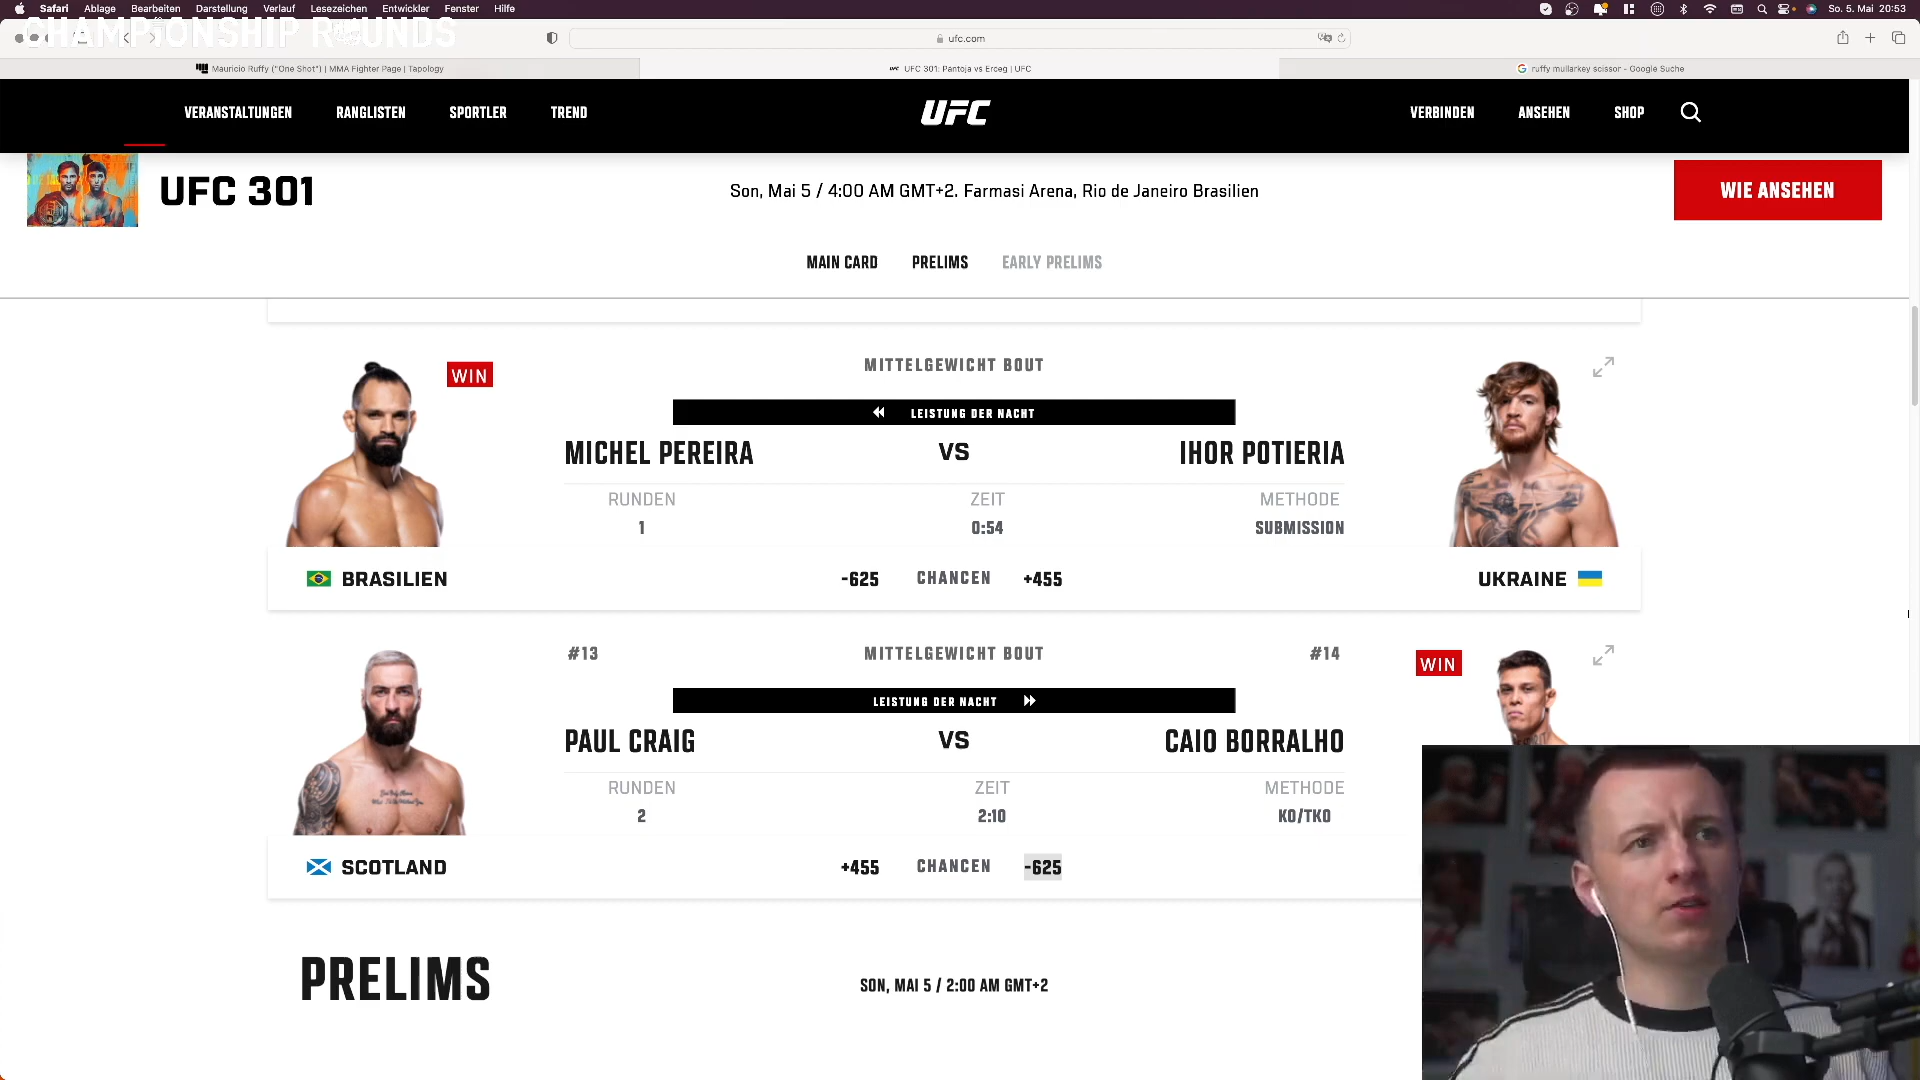 Safari Ablage Bearbeiten Darstellung Verlauf Lesezeichen Entwickler Fenster Hilfe
So. 5. Mai 20:53
CHAMPIONSHIP ROUNDS
ufc.com
Mauricio Ruffy ("One Shot") | MMA Fighter Page | Tapology
UFC 301: Pantoja vs Erceg | UFC
ruffy mullarkey scissor - Google Suche
VERANSTALTUNGEN RANGLISTEN SPORTLER TREND
UFC
VERBINDEN ANSEHEN SHOP
UFC 301
Son, Mai 5 / 4:00 AM GMT+2. Farmasi Arena, Rio de Janeiro Brasilien
WIE ANSEHEN
MAIN CARD PRELIMS EARLY PRELIMS
WIN
MITTELGEWICHT BOUT
LEISTUNG DER NACHT
MICHEL PEREIRA VS IHOR POTIERIA
RUNDEN ZEIT METHODE
1 0:54 SUBMISSION
BRASILIEN -625 CHANCEN +455 UKRAINE
#13 MITTELGEWICHT BOUT #14
WIN
LEISTUNG DER NACHT
PAUL CRAIG VS CAIO BORRALHO
RUNDEN ZEIT METHODE
2 2:10 KO/TKO
SCOTLAND +455 CHANCEN -625
PRELIMS
SON, MAI 5 / 2:00 AM GMT+2